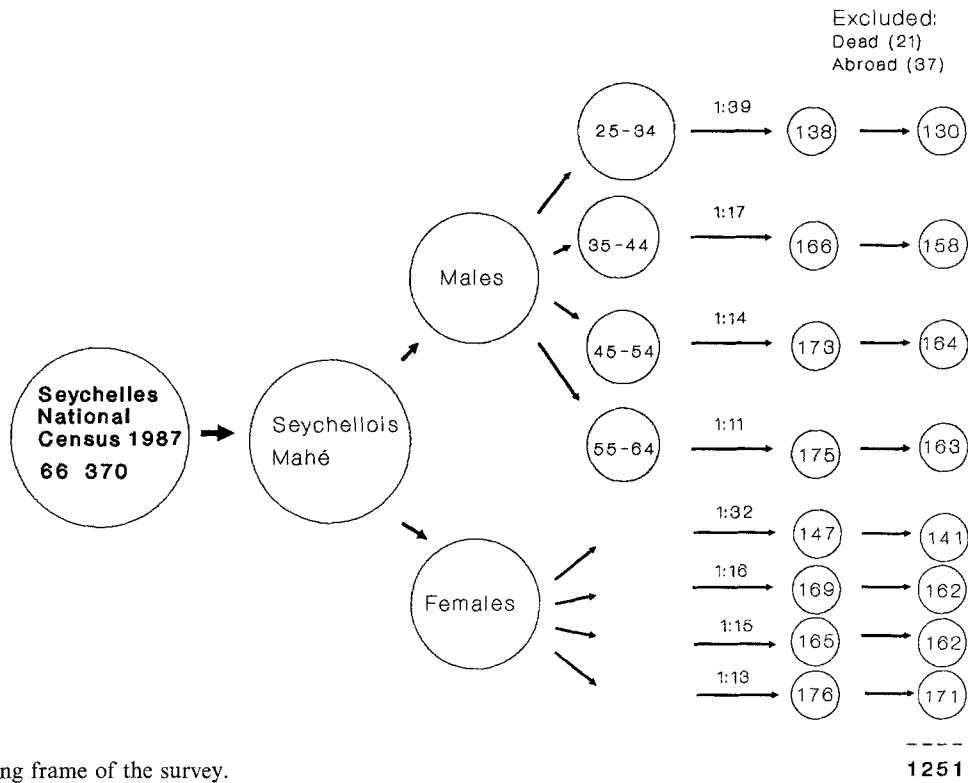 Excluded:
Dead (21)
Abroad (37)
25-34
1:39
138
130
35-44
1:17
166
158
Males
45-54
1:14
173
164
Seychelles
National
Census 1987
66 370
Seychellois
Mahé
55-64
1:11
175
163
Females
1:32
147
141
1:16
169
162
1:15
165
162
1:13
176
171
1251
ng frame of the survey.